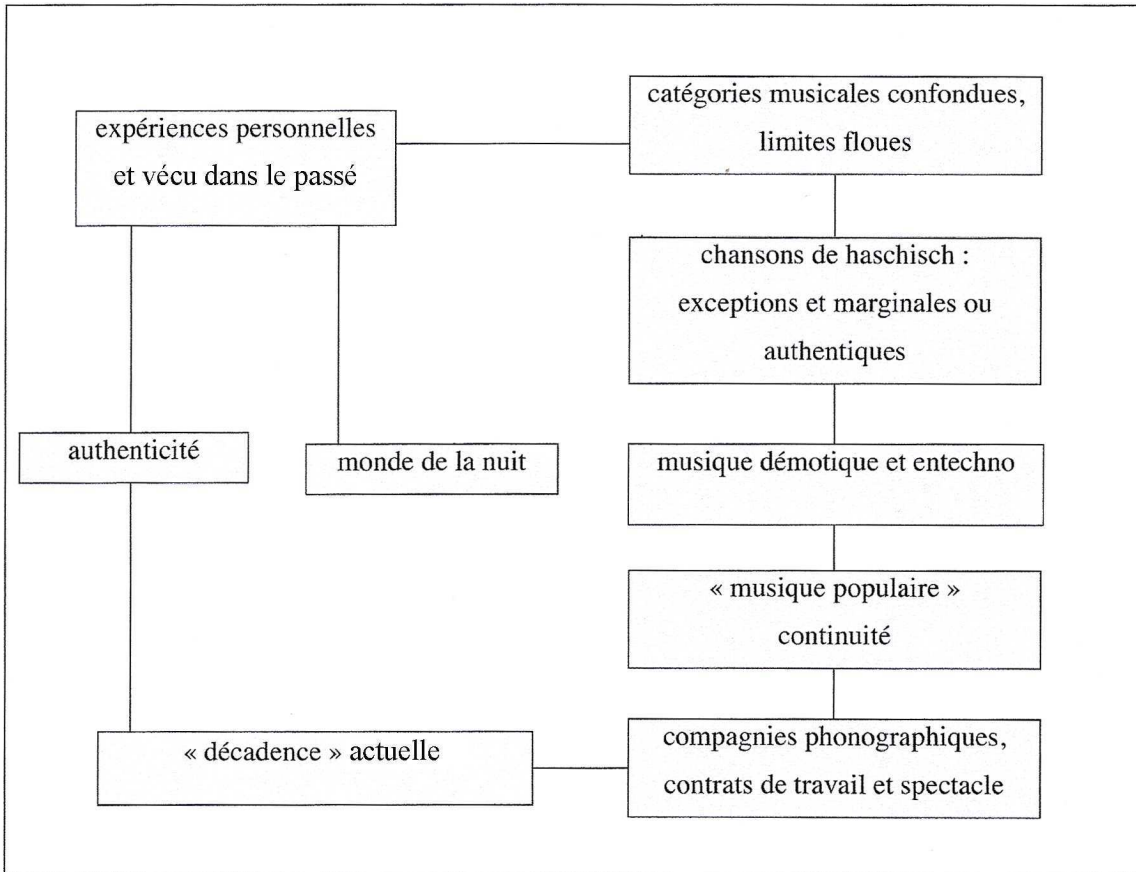 expériences personnelles
et vécu dans le passé
catégories musicales confondues,
limites floues
chansons de haschisch :
exceptions et marginales ou
authentiques
authenticité
monde de la nuit
musique démotique et entechno
« musique populaire »
continuité
« décadence » actuelle
compagnies phonographiques,
contrats de travail et spectacle